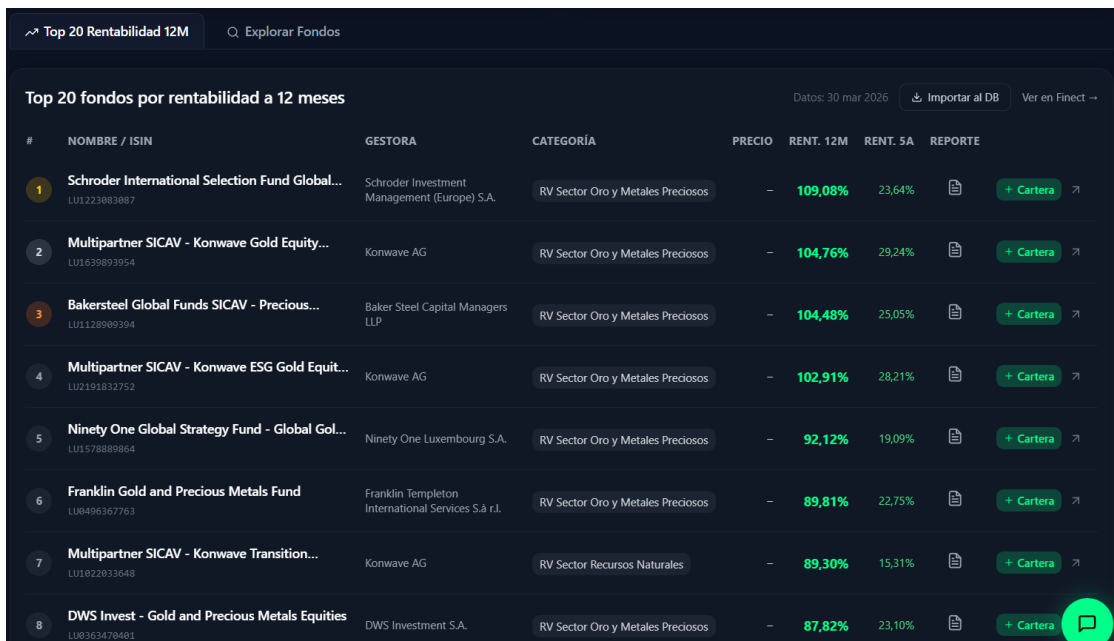 Top 20 Rentabilidad 12M
Explorar Fondos
Top 20 fondos por rentabilidad a 12 meses
Datos: 30 mar 2026
Importar al DB
Ver en Finect →
# NOMBRE / ISIN GESTORA CATEGORÍA PRECIO RENT. 12M RENT. 5A REPORTE
1
Schroder International Selection Fund Global...
LU1223083087
Schroder Investment
Management (Europe) S.A.
RV Sector Oro y Metales Preciosos
– 109,08% 23,64%
+ Cartera
2
Multipartner SICAV - Konwave Gold Equity...
LU1639893954
Konwave AG
RV Sector Oro y Metales Preciosos
– 104,76% 29,24%
+ Cartera
3
Bakersteel Global Funds SICAV - Precious...
LU1128909394
Baker Steel Capital Managers
LLP
RV Sector Oro y Metales Preciosos
– 104,48% 25,05%
+ Cartera
4
Multipartner SICAV - Konwave ESG Gold Equit...
LU2191832752
Konwave AG
RV Sector Oro y Metales Preciosos
– 102,91% 28,21%
+ Cartera
5
Ninety One Global Strategy Fund - Global Gol...
LU1578889864
Ninety One Luxembourg S.A.
RV Sector Oro y Metales Preciosos
– 92,12% 19,09%
+ Cartera
6
Franklin Gold and Precious Metals Fund
LU0496367763
Franklin Templeton
International Services S.à r.l.
RV Sector Oro y Metales Preciosos
– 89,81% 22,75%
+ Cartera
7
Multipartner SICAV - Konwave Transition...
LU1022033648
Konwave AG
RV Sector Recursos Naturales
– 89,30% 15,31%
+ Cartera
8
DWS Invest - Gold and Precious Metals Equities
LU0363470401
DWS Investment S.A.
RV Sector Oro y Metales Preciosos
– 87,82% 23,10%
+ Cartera